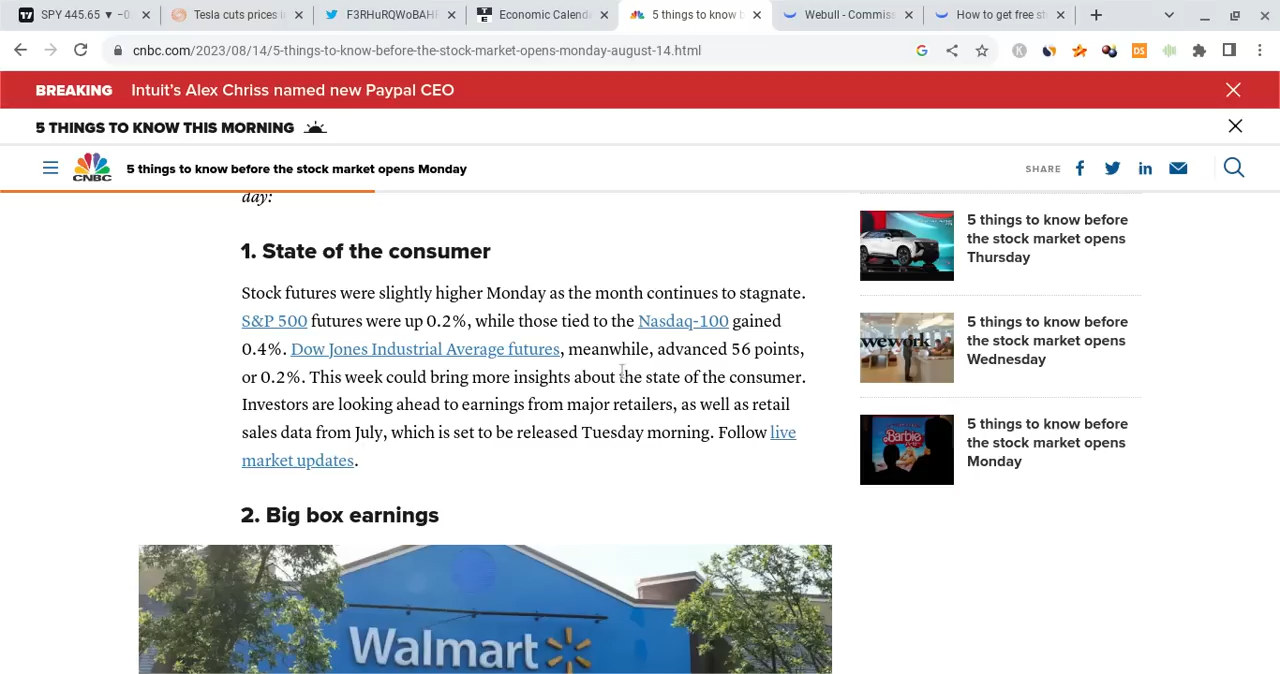 SPY 445.65 ▼ −0
Tesla cuts prices i
F3RHuRQWoBAHF
Economic Calend
5 things to know b
Webull - Commiss
How to get free st
cnbc.com/2023/08/14/5-things-to-know-before-the-stock-market-opens-monday-august-14.html
BREAKING Intuit's Alex Chriss named new Paypal CEO
5 THINGS TO KNOW THIS MORNING
CNBC
5 things to know before the stock market opens Monday
SHARE
day:
1. State of the consumer
Stock futures were slightly higher Monday as the month continues to stagnate.
S&P 500 futures were up 0.2%, while those tied to the Nasdaq-100 gained
0.4%. Dow Jones Industrial Average futures, meanwhile, advanced 56 points,
or 0.2%. This week could bring more insights about the state of the consumer.
Investors are looking ahead to earnings from major retailers, as well as retail
sales data from July, which is set to be released Tuesday morning. Follow live
market updates.
2. Big box earnings
Walmart
5 things to know before
the stock market opens
Thursday
wework
5 things to know before
the stock market opens
Wednesday
Barbie
5 things to know before
the stock market opens
Monday